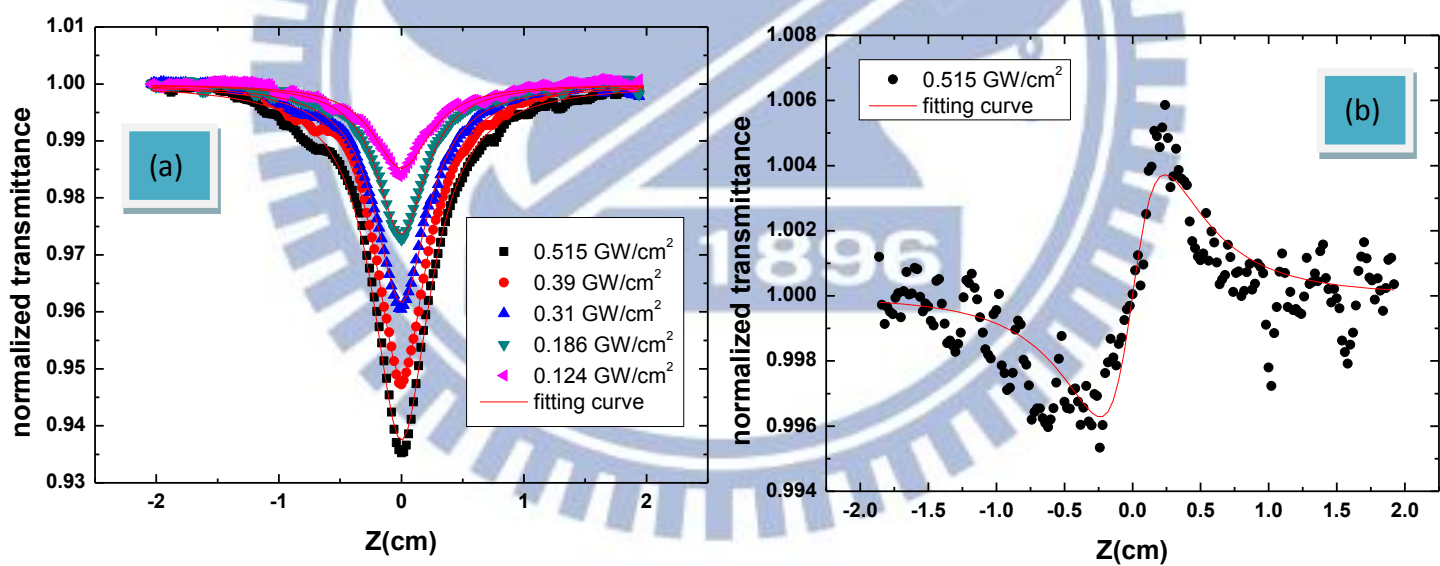 (a)
normalized transmittance
1.01
1.00
0.99
0.98
0.97
0.96
0.95
0.94
0.93
-2
-1
0
1
2
Z(cm)
0.515 GW/cm²
0.39 GW/cm²
0.31 GW/cm²
0.186 GW/cm²
0.124 GW/cm²
fitting curve
1896
(b)
normalized transmittance
1.008
1.006
1.004
1.002
1.000
0.998
0.996
0.994
-2.0
-1.5
-1.0
-0.5
0.0
0.5
1.0
1.5
2.0
Z(cm)
0.515 GW/cm²
fitting curve